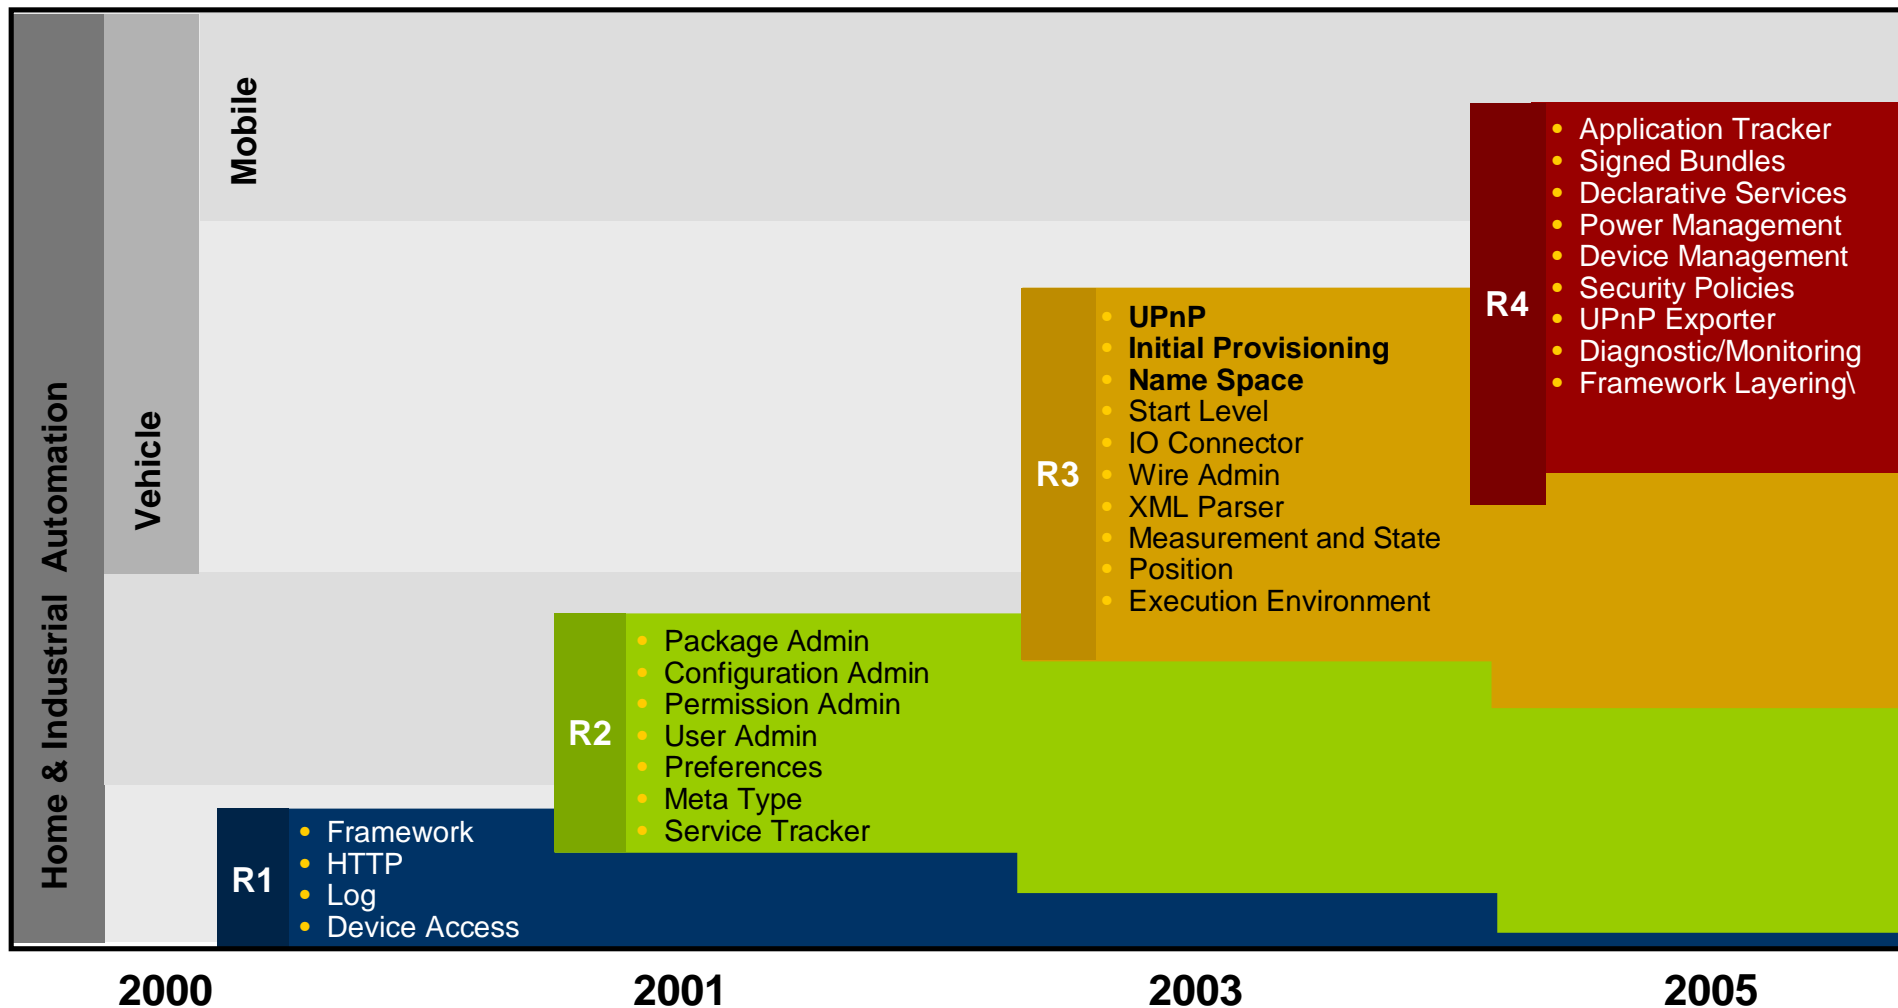 Home & Industrial Automation
Vehicle
Mobile
R1
Framework
HTTP
Log
Device Access
R2
Package Admin
Configuration Admin
Permission Admin
User Admin
Preferences
Meta Type
Service Tracker
R3
UPnP
Initial Provisioning
Name Space
Start Level
IO Connector
Wire Admin
XML Parser
Measurement and State
Position
Execution Environment
R4
Application Tracker
Signed Bundles
Declarative Services
Power Management
Device Management
Security Policies
UPnP Exporter
Diagnostic/Monitoring
Framework Layering\
2000
2001
2003
2005